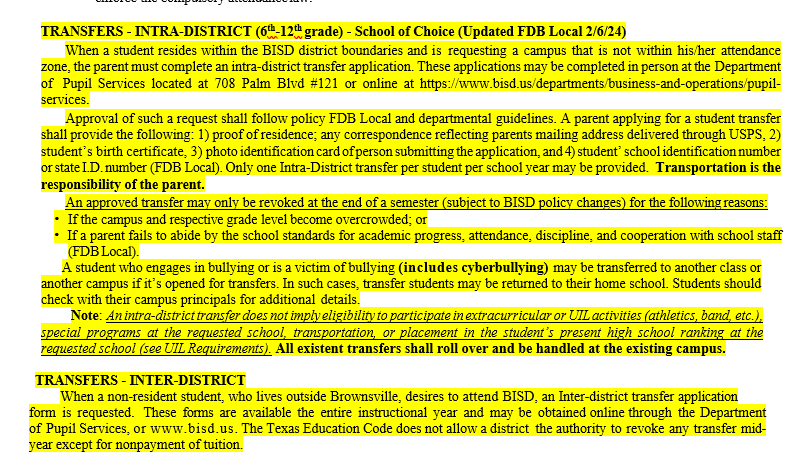 enforce the compulsory attendance law.
TRANSFERS - INTRA-DISTRICT (6th-12th grade) - School of Choice (Updated FDB Local 2/6/24)
When a student resides within the BISD district boundaries and is requesting a campus that is not within his/her attendance
zone, the parent must complete an intra-district transfer application. These applications may be completed in person at the Department
of Pupil Services located at 708 Palm Blvd #121 or online at https://www.bisd.us/departments/business-and-operations/pupil-
services.
Approval of such a request shall follow policy FDB Local and departmental guidelines. A parent applying for a student transfer
shall provide the following: 1) proof of residence; any correspondence reflecting parents mailing address delivered through USPS, 2)
student's birth certificate, 3) photo identification card of person submitting the application, and 4) student' school identification number
or state I.D. number (FDB Local). Only one Intra-District transfer per student per school year may be provided. Transportation is the
responsibility of the parent.
An approved transfer may only be revoked at the end of a semester (subject to BISD policy changes) for the following reasons:
• If the campus and respective grade level become overcrowded; or
• If a parent fails to abide by the school standards for academic progress, attendance, discipline, and cooperation with school staff
(FDB Local).
A student who engages in bullying or is a victim of bullying (includes cyberbullying) may be transferred to another class or
another campus if it's opened for transfers. In such cases, transfer students may be returned to their home school. Students should
check with their campus principals for additional details.
Note: An intra-district transfer does not imply eligibility to participate in extracurricular or UIL activities (athletics, band, etc.),
special programs at the requested school, transportation, or placement in the student's present high school ranking at the
requested school (see UIL Requirements). All existent transfers shall roll over and be handled at the existing campus.
TRANSFERS - INTER-DISTRICT
When a non-resident student, who lives outside Brownsville, desires to attend BISD, an Inter-district transfer application
form is requested. These forms are available the entire instructional year and may be obtained online through the Department
of Pupil Services, or www.bisd.us. The Texas Education Code does not allow a district the authority to revoke any transfer mid-
year except for nonpayment of tuition.